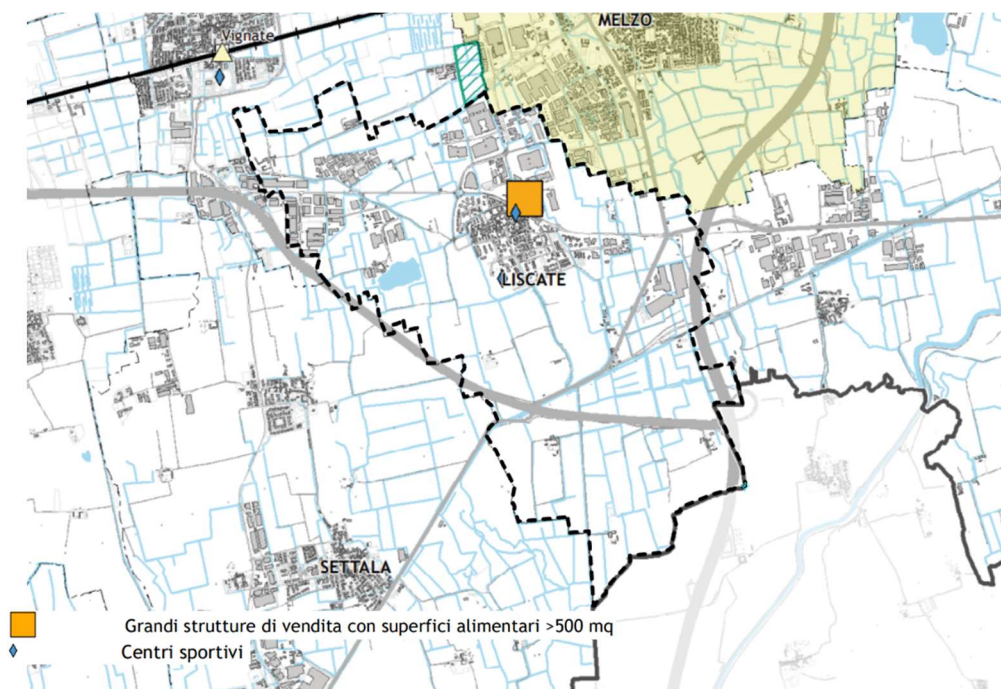 MELZO
Vignate
LISCATE
SETTALA
Grandi strutture di vendita con superfici alimentari >500 mq
Centri sportivi